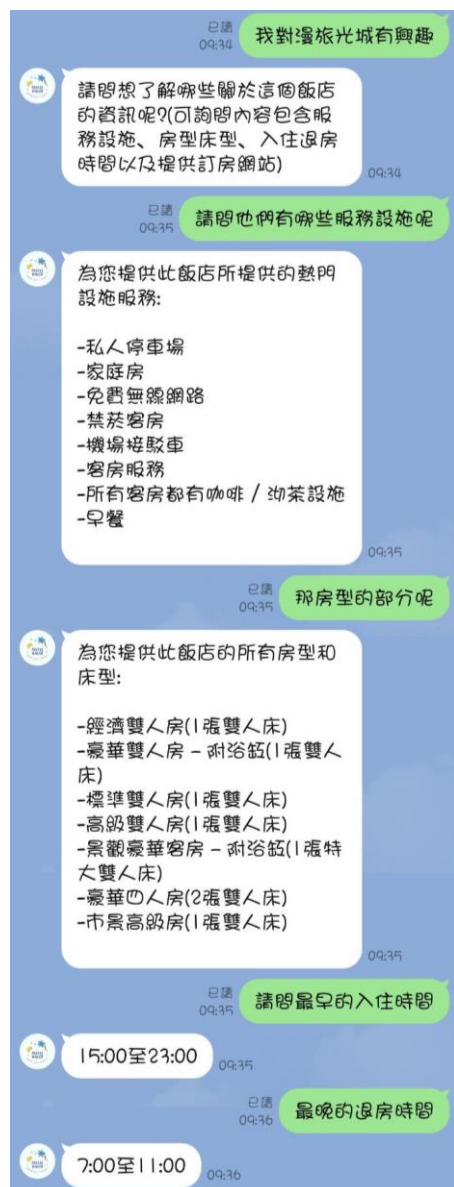 已讀
09:34
我對漫旅光城有興趣
請問想了解哪些關於這個飯店
的資訊呢?(可詢問內容包含服
務設施、房型床型、入住退房
時間以及提供訂房網站)
09:34
已讀
09:35
請問他們有哪些服務設施呢
為您提供此飯店所提供的熱門
設施服務:
-私人停車場
-家庭房
-免費無線網路
-禁菸客房
-機場接駁車
-客房服務
-所有客房都有咖啡/沏茶設施
-早餐
09:35
已讀
09:35
那房型的部分呢
為您提供此飯店的所有房型和
床型:
-經濟雙人房(1張雙人床)
-豪華雙人房 – 附浴缸(1張雙人
床)
-標準雙人房(1張雙人床)
-高級雙人房(1張雙人床)
-景觀豪華客房 – 附浴缸(1張特
大雙人床)
-豪華四人房(2張雙人床)
-市景高級房(1張雙人床)
09:35
已讀
09:35
請問最早的入住時間
15:00至23:00
09:35
已讀
09:36
最晚的退房時間
7:00至11:00
09:36